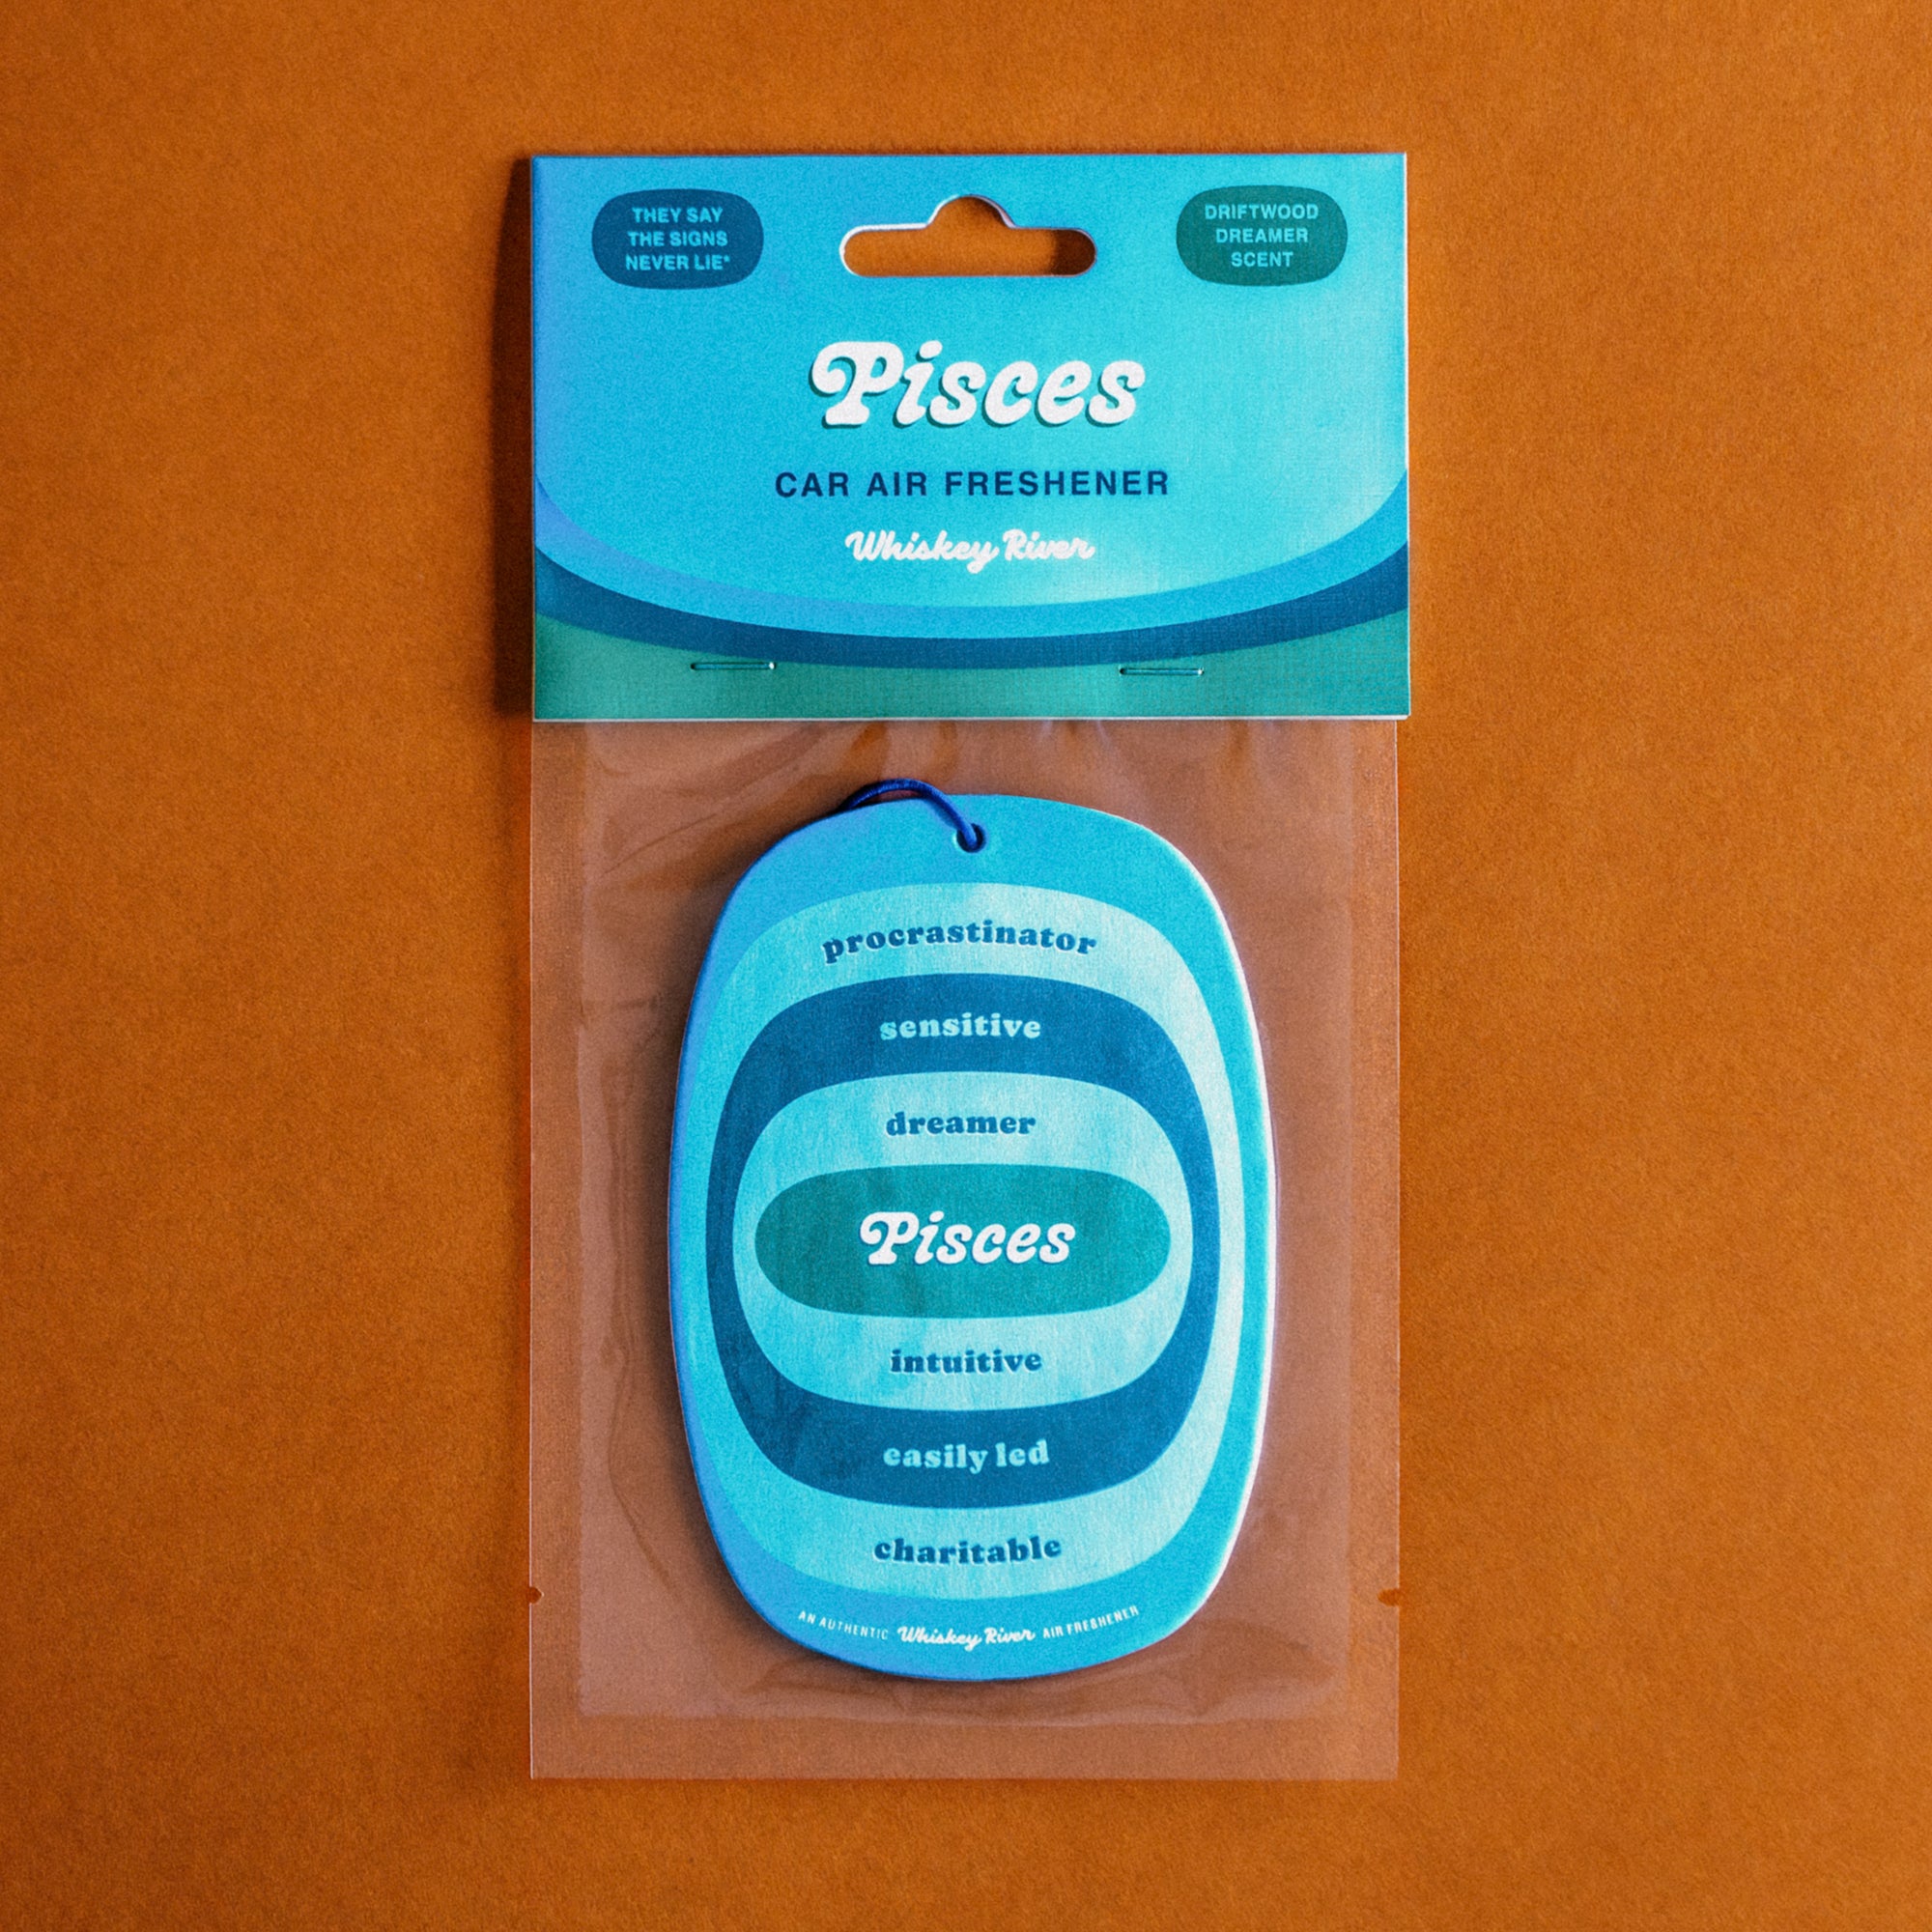 THEY SAY
THE SIGNS
NEVER LIE*
DRIFTWOOD
DREAMER
SCENT
Pisces
CAR AIR FRESHENER
Whiskey River
procrastinator
sensitive
dreamer
Pisces
intuitive
easily led
charitable
AN AUTHENTIC Whiskey River AIR FRESHENER